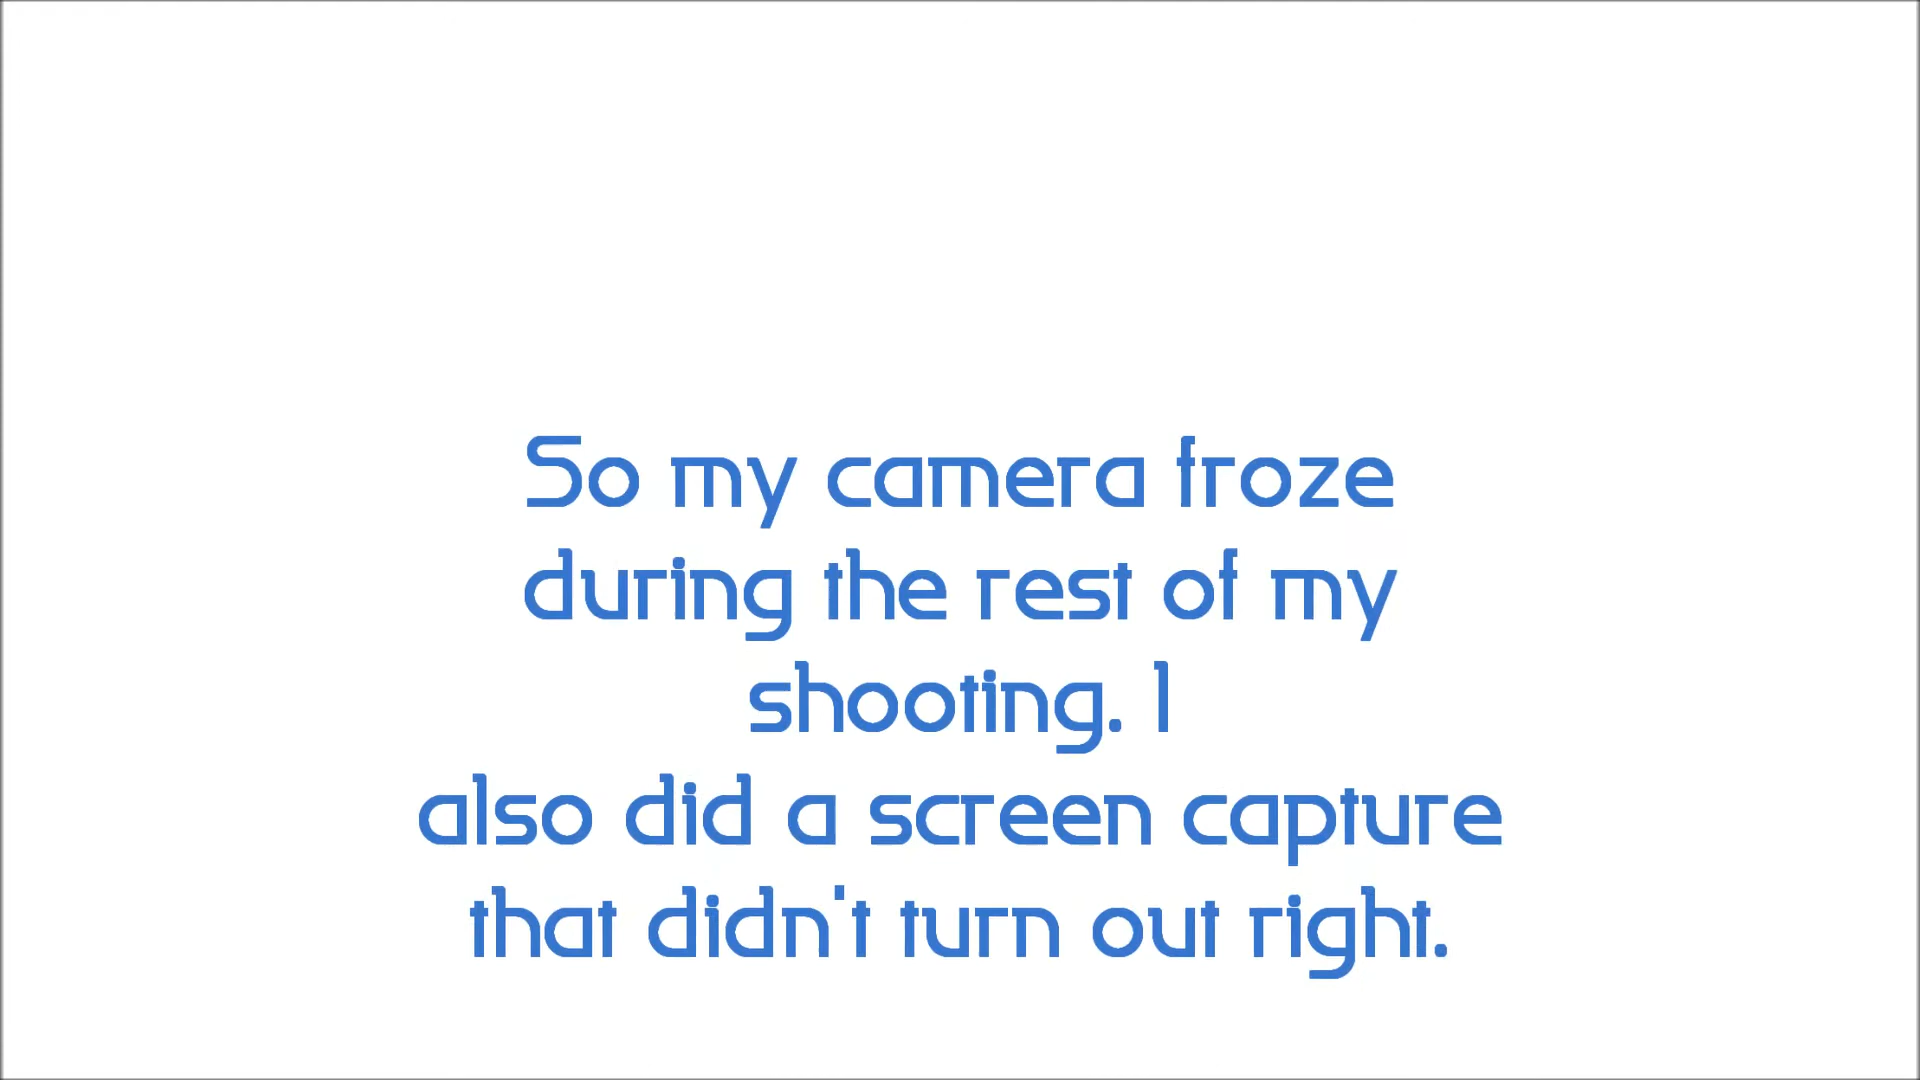 So my camera froze
during the rest of my
shooting. I
also did a screen capture
that didn't turn out right.